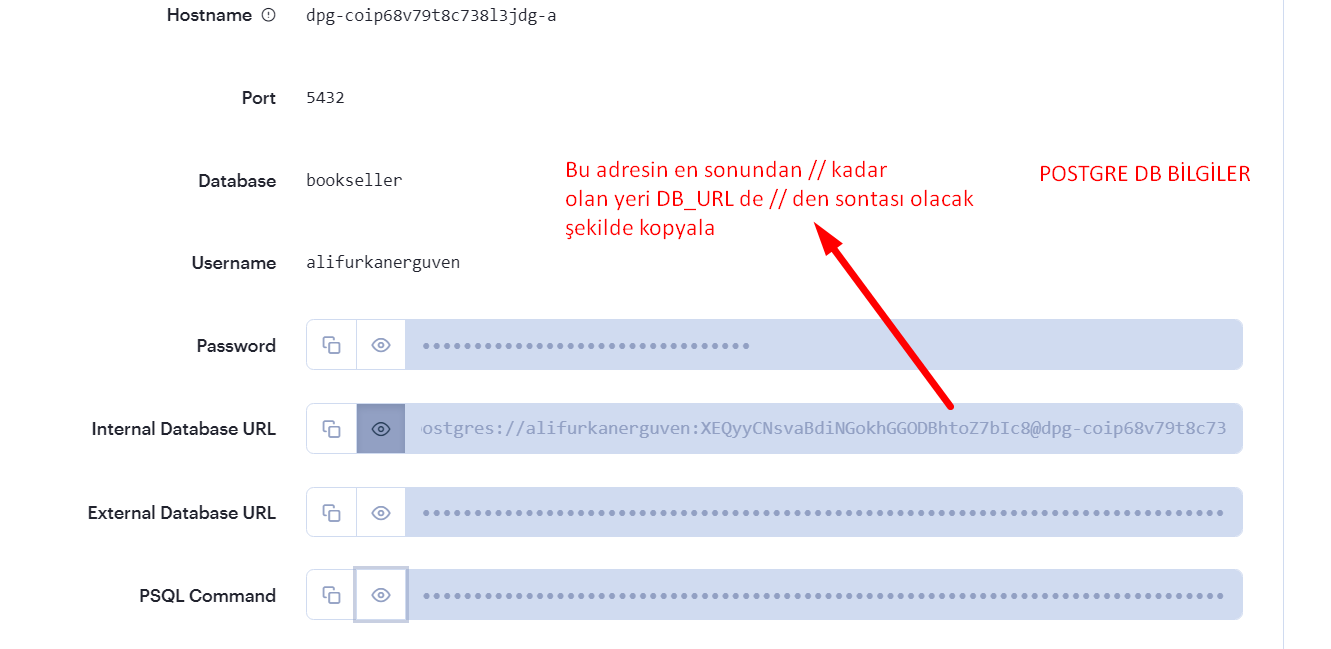 Hostname dpg-coip68v79t8c738l3jdg-a
Port 5432
Bu adresin en sonundan // kadar
olan yeri DB_URL de // den sontası olacak
şekilde kopyala
POSTGRE DB BİLGİLER
Database bookseller
Username alifurkanerguven
Password ••••••••••••••••••••••••••••••••
Internal Database URL ostgres://alifurkanerguven:XEQyyCNsvaBdiNGokhGGODBhtoZ7bIc8@dpg-coip68v79t8c73
External Database URL
PSQL Command